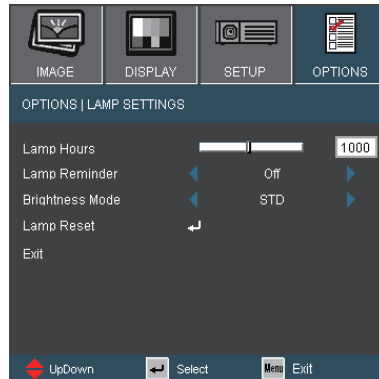 IMAGE DISPLAY SETUP OPTIONS
OPTIONS | LAMP SETTINGS
Lamp Hours 1000
Lamp Reminder Off
Brightness Mode STD
Lamp Reset
Exit
UpDown Select Menu Exit